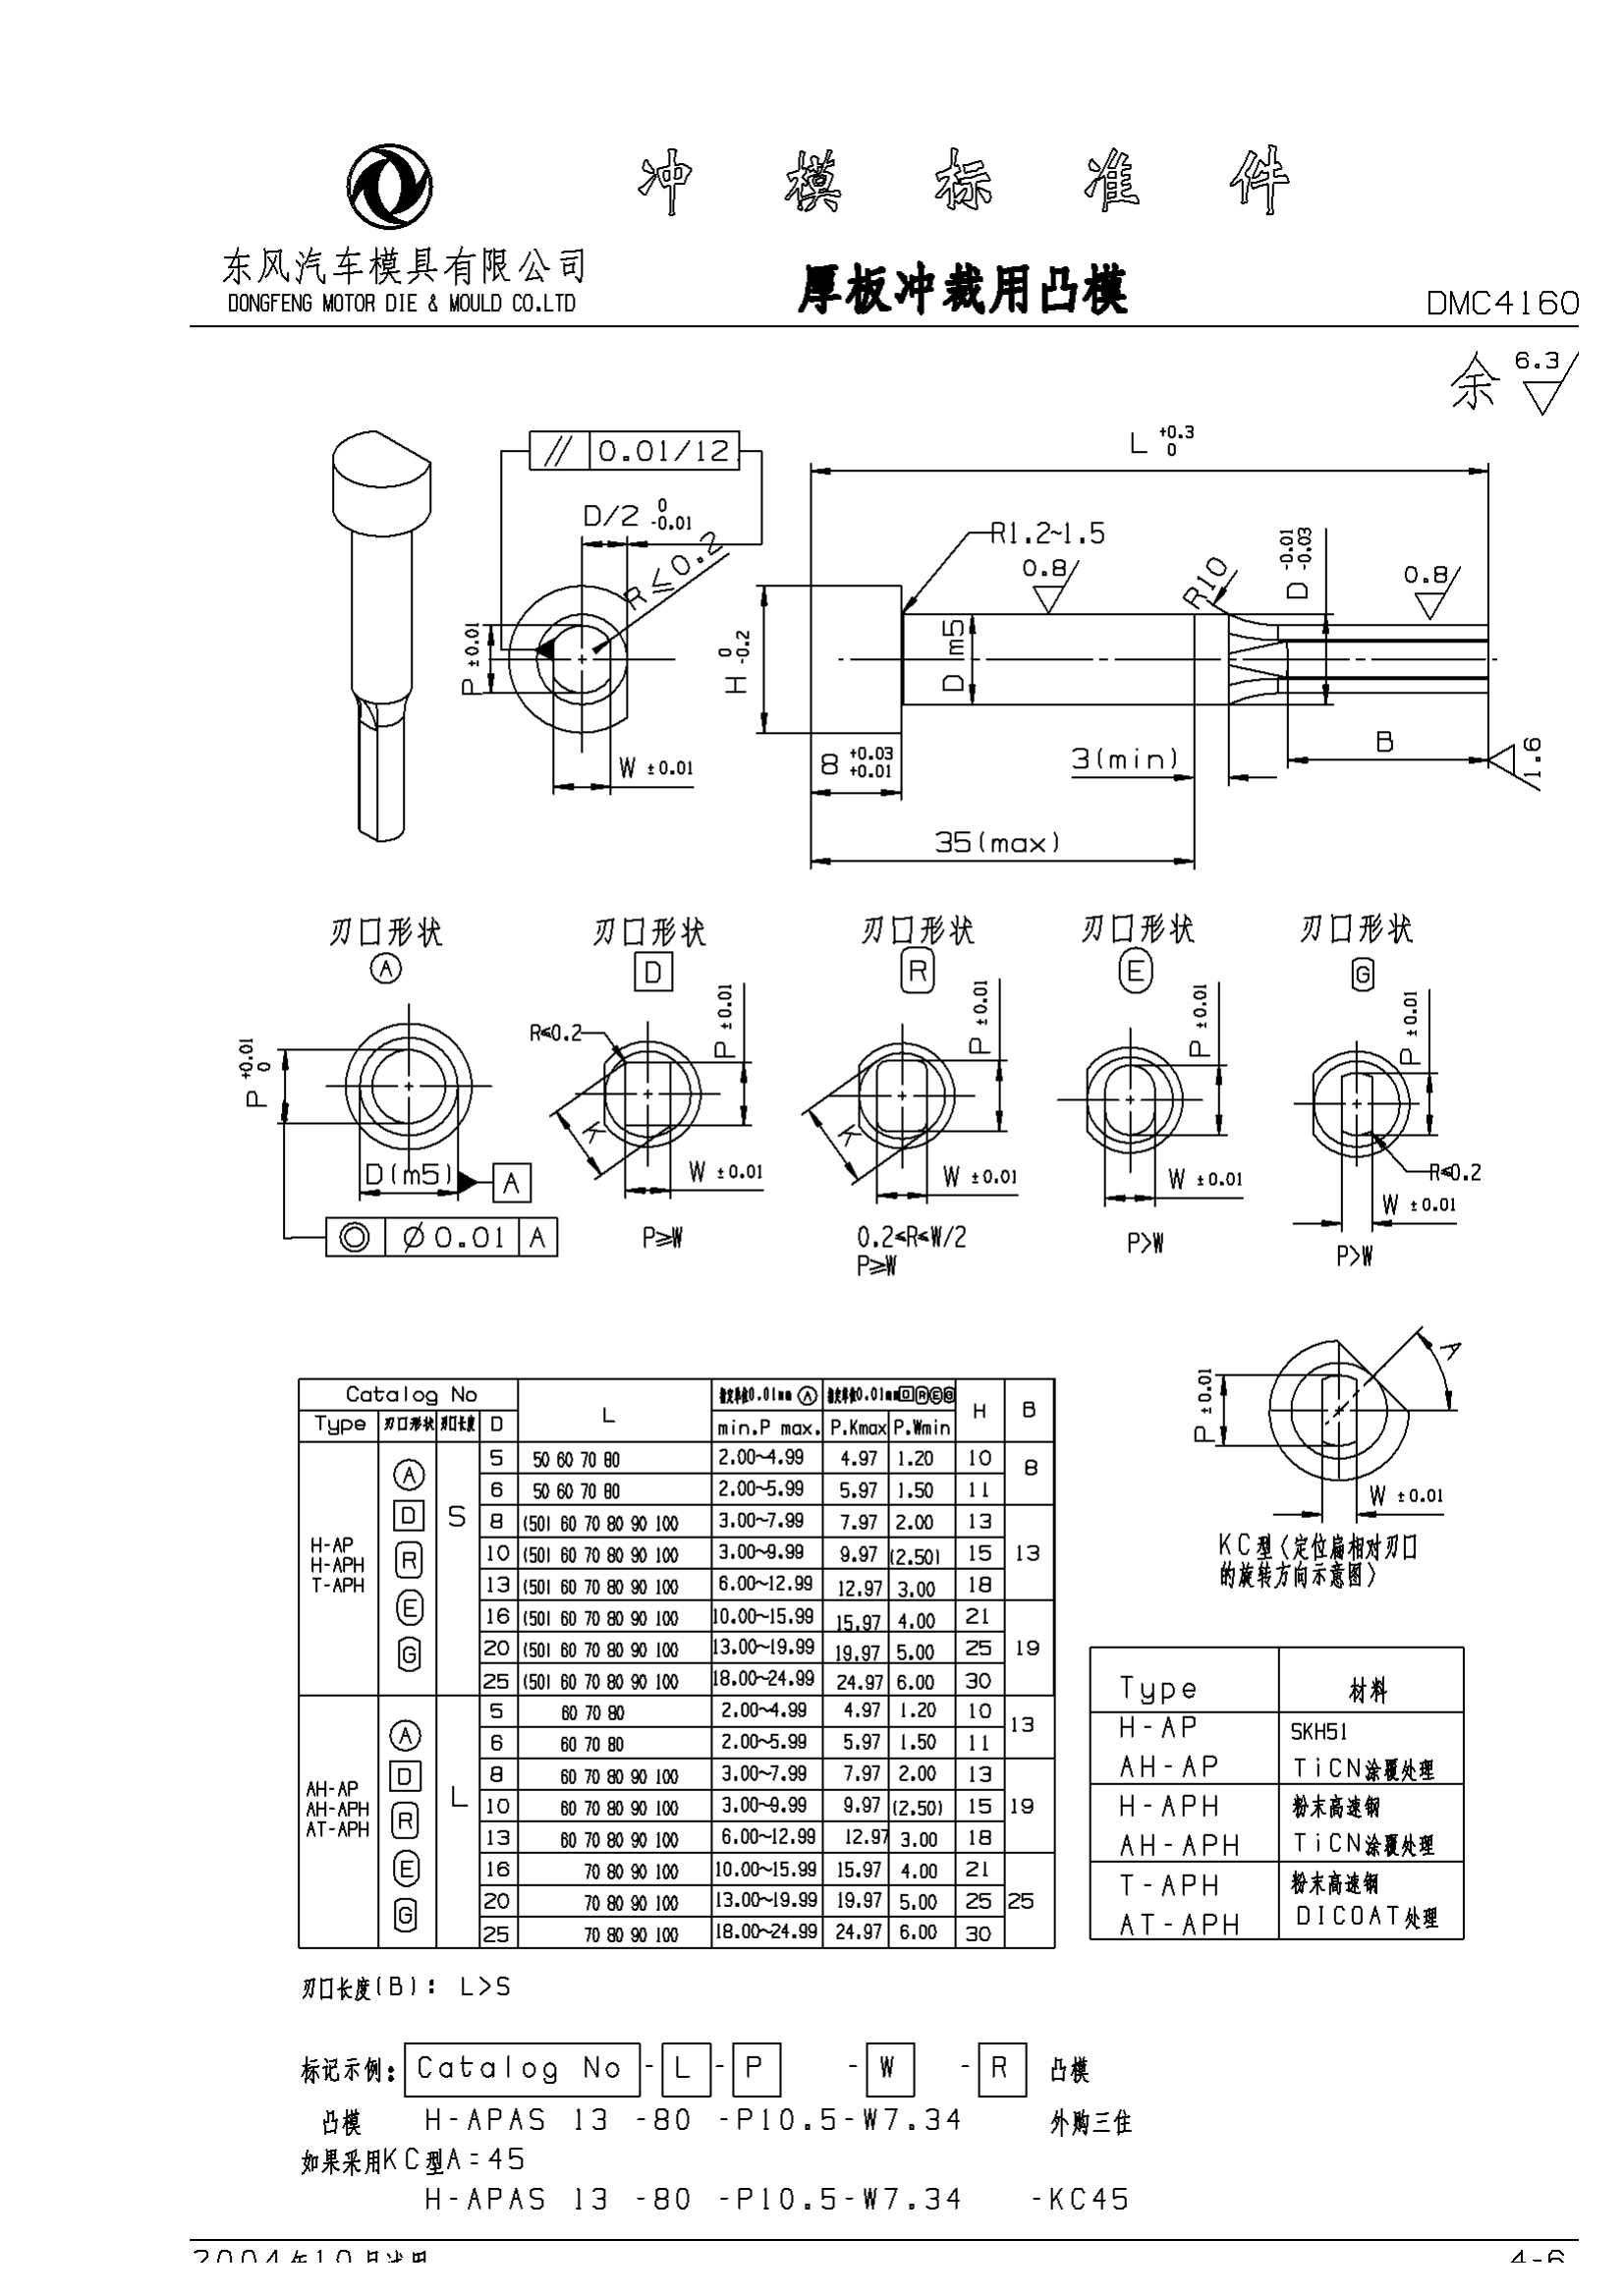 冲 模 标 准 件
东风汽车模具有限公司
DONGFENG MOTOR DIE & MOULD CO.LTD
厚板冲裁用凸模
DMC4160
余 6.3
// 0.01/12
D/2 0 -0.01
R≤0.2
P ±0.01
W ±0.01
L +0.3 0
R1.2~1.5
0.8
R10
D -0.01 -0.03
0.8
H 0 -0.2
D m5
8 +0.03 +0.01
3(min)
B
1.6
35(max)
刃口形状 刃口形状 刃口形状 刃口形状 刃口形状
A D R E G
P +0.01 0
D(m5)
A
◎ ⌀0.01 A
R≤0.2
P ±0.01
K
W ±0.01
P≥W
P ±0.01
K
W ±0.01
0.2≤R≤W/2
P≥W
P ±0.01
W ±0.01
P>W
P ±0.01
R≤0.2
W ±0.01
P>W
A
P ±0.01
W ±0.01
KC型〈定位扁相对刃口
的旋转方向示意图〉
Catalog No L 指定单位0.01mm A 指定单位0.01mm D R E G H B
Type 刃口形状 刃口长度 D min.P max. P.Kmax P.Wmin
H-AP
H-APH
T-APH
A D R E G
S
5 50 60 70 80 2.00~4.99 4.97 1.20 10 8
6 50 60 70 80 2.00~5.99 5.97 1.50 11
8 (50) 60 70 80 90 100 3.00~7.99 7.97 2.00 13
10 (50) 60 70 80 90 100 3.00~9.99 9.97 (2.50) 15 13
13 (50) 60 70 80 90 100 6.00~12.99 12.97 3.00 18
16 (50) 60 70 80 90 100 10.00~15.99 15.97 4.00 21
20 (50) 60 70 80 90 100 13.00~19.99 19.97 5.00 25 19
25 (50) 60 70 80 90 100 18.00~24.99 24.97 6.00 30
AH-AP
AH-APH
AT-APH
A D R E G
L
5 60 70 80 2.00~4.99 4.97 1.20 10 13
6 60 70 80 2.00~5.99 5.97 1.50 11
8 60 70 80 90 100 3.00~7.99 7.97 2.00 13
10 60 70 80 90 100 3.00~9.99 9.97 (2.50) 15 19
13 60 70 80 90 100 6.00~12.99 12.97 3.00 18
16 70 80 90 100 10.00~15.99 15.97 4.00 21
20 70 80 90 100 13.00~19.99 19.97 5.00 25 25
25 70 80 90 100 18.00~24.99 24.97 6.00 30
Type 材料
H-AP SKH51
AH-AP TiCN涂覆处理
H-APH 粉末高速钢
AH-APH TiCN涂覆处理
T-APH 粉末高速钢
AT-APH DICOAT处理
刃口长度(B): L>S
标记示例: Catalog No - L - P - W - R 凸模
凸模 H-APAS 13 -80 -P10.5-W7.34 外购三住
如果采用KC型A=45
H-APAS 13 -80 -P10.5-W7.34 -KC45
2004年10月试用 4-6